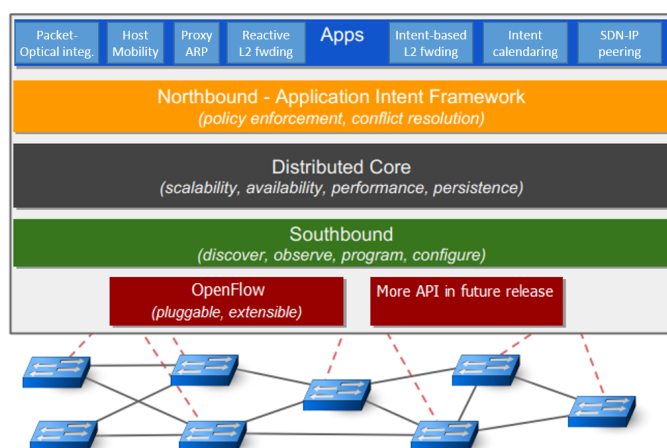 Packet-
Optical integ.
Host
Mobility
Proxy
ARP
Reactive
L2 fwding
Apps
Intent-based
L2 fwding
Intent
calendaring
SDN-IP
peering
Northbound - Application Intent Framework
(policy enforcement, conflict resolution)
Distributed Core
(scalability, availability, performance, persistence)
Southbound
(discover, observe, program, configure)
OpenFlow
(pluggable, extensible)
More API in future release